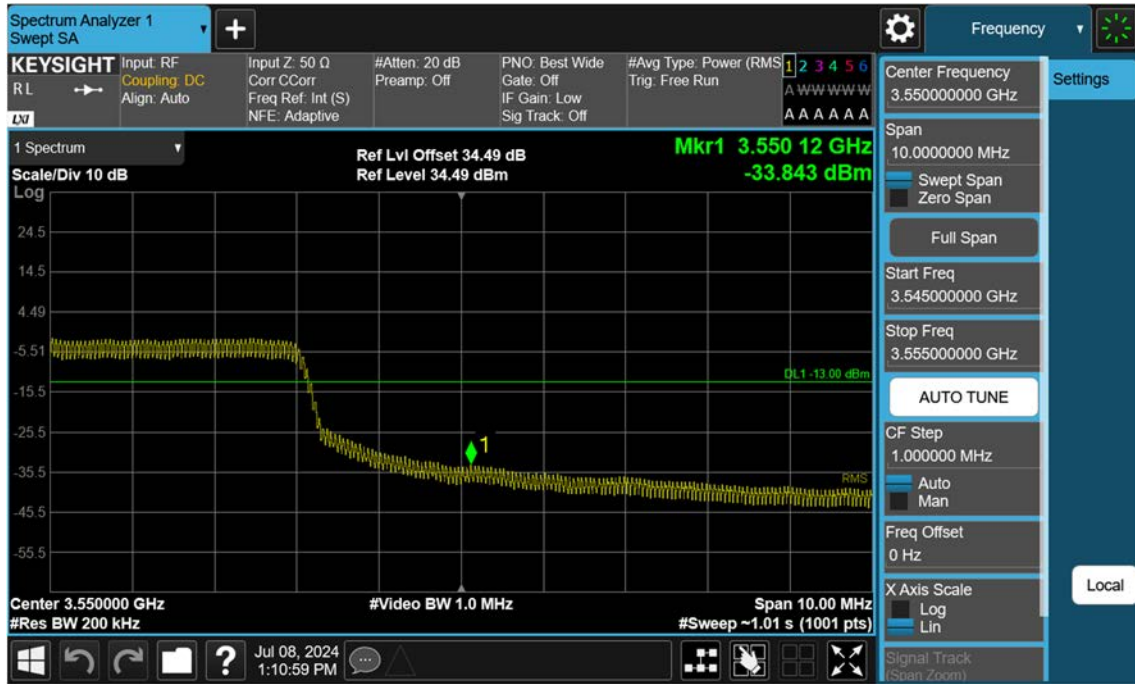 Spectrum Analyzer 1
Swept SA
+
Frequency
KEYSIGHT
R L
LXI
Input: RF
Coupling: DC
Align: Auto
Input Z: 50 Ω
Corr CCorr
Freq Ref: Int (S)
NFE: Adaptive
#Atten: 20 dB
Preamp: Off
PNO: Best Wide
Gate: Off
IF Gain: Low
Sig Track: Off
#Avg Type: Power (RMS
Trig: Free Run
1 2 3 4 5 6
A W W W W W
A A A A A A
1 Spectrum
Scale/Div 10 dB
Ref Lvl Offset 34.49 dB
Ref Level 34.49 dBm
Mkr1 3.550 12 GHz
-33.843 dBm
Log
24.5
14.5
4.49
-5.51
-15.5
-25.5
-35.5
-45.5
-55.5
DL1 -13.00 dBm
1
RMS
Center 3.550000 GHz
#Res BW 200 kHz
#Video BW 1.0 MHz
Span 10.00 MHz
#Sweep ~1.01 s (1001 pts)
Center Frequency
3.550000000 GHz
Span
10.0000000 MHz
Swept Span
Zero Span
Full Span
Start Freq
3.545000000 GHz
Stop Freq
3.555000000 GHz
AUTO TUNE
CF Step
1.000000 MHz
Auto
Man
Freq Offset
0 Hz
X Axis Scale
Log
Lin
Signal Track
(Span Zoom)
Settings
Local
?
Jul 08, 2024
1:10:59 PM